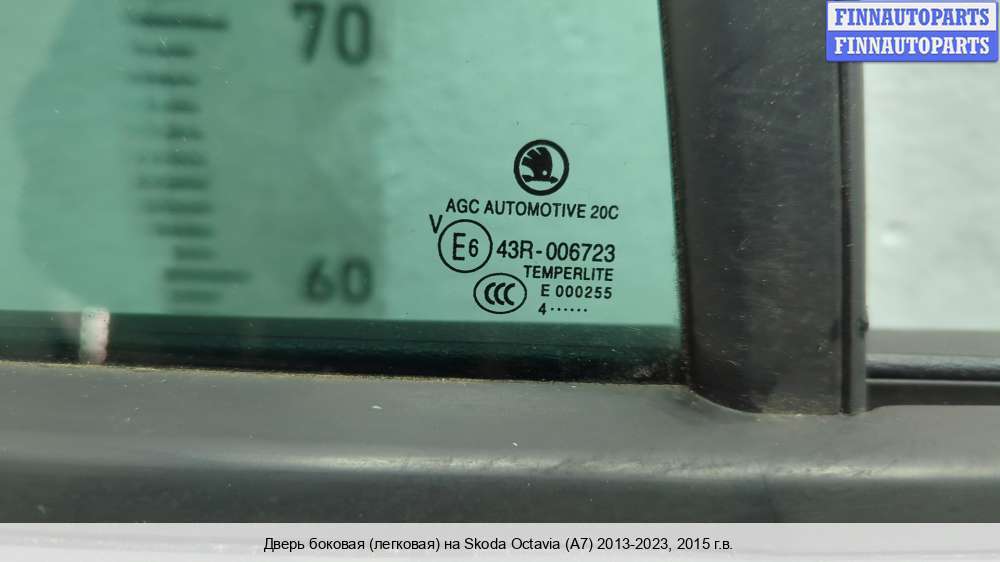 FINNAUTOPARTS
FINNAUTOPARTS
70
60
AGC AUTOMOTIVE 20C
V
E6 43R-006723
TEMPERLITE
CCC E 000255
4······
Дверь боковая (легковая) на Skoda Octavia (A7) 2013-2023, 2015 г.в.